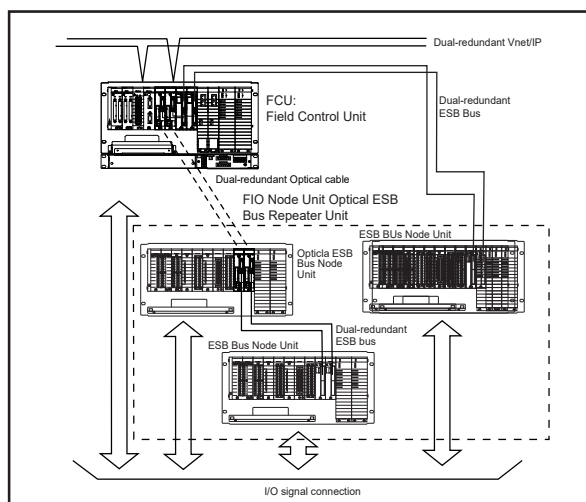 Dual-redundant Vnet/IP
FCU:
Field Control Unit
Dual-redundant
ESB Bus
Dual-redundant Optical cable
FIO Node Unit Optical ESB
Bus Repeater Unit
ESB BUs Node Unit
Opticla ESB
Bus Node
Unit
Dual-redundant
ESB bus
ESB Bus Node Unit
I/O signal connection